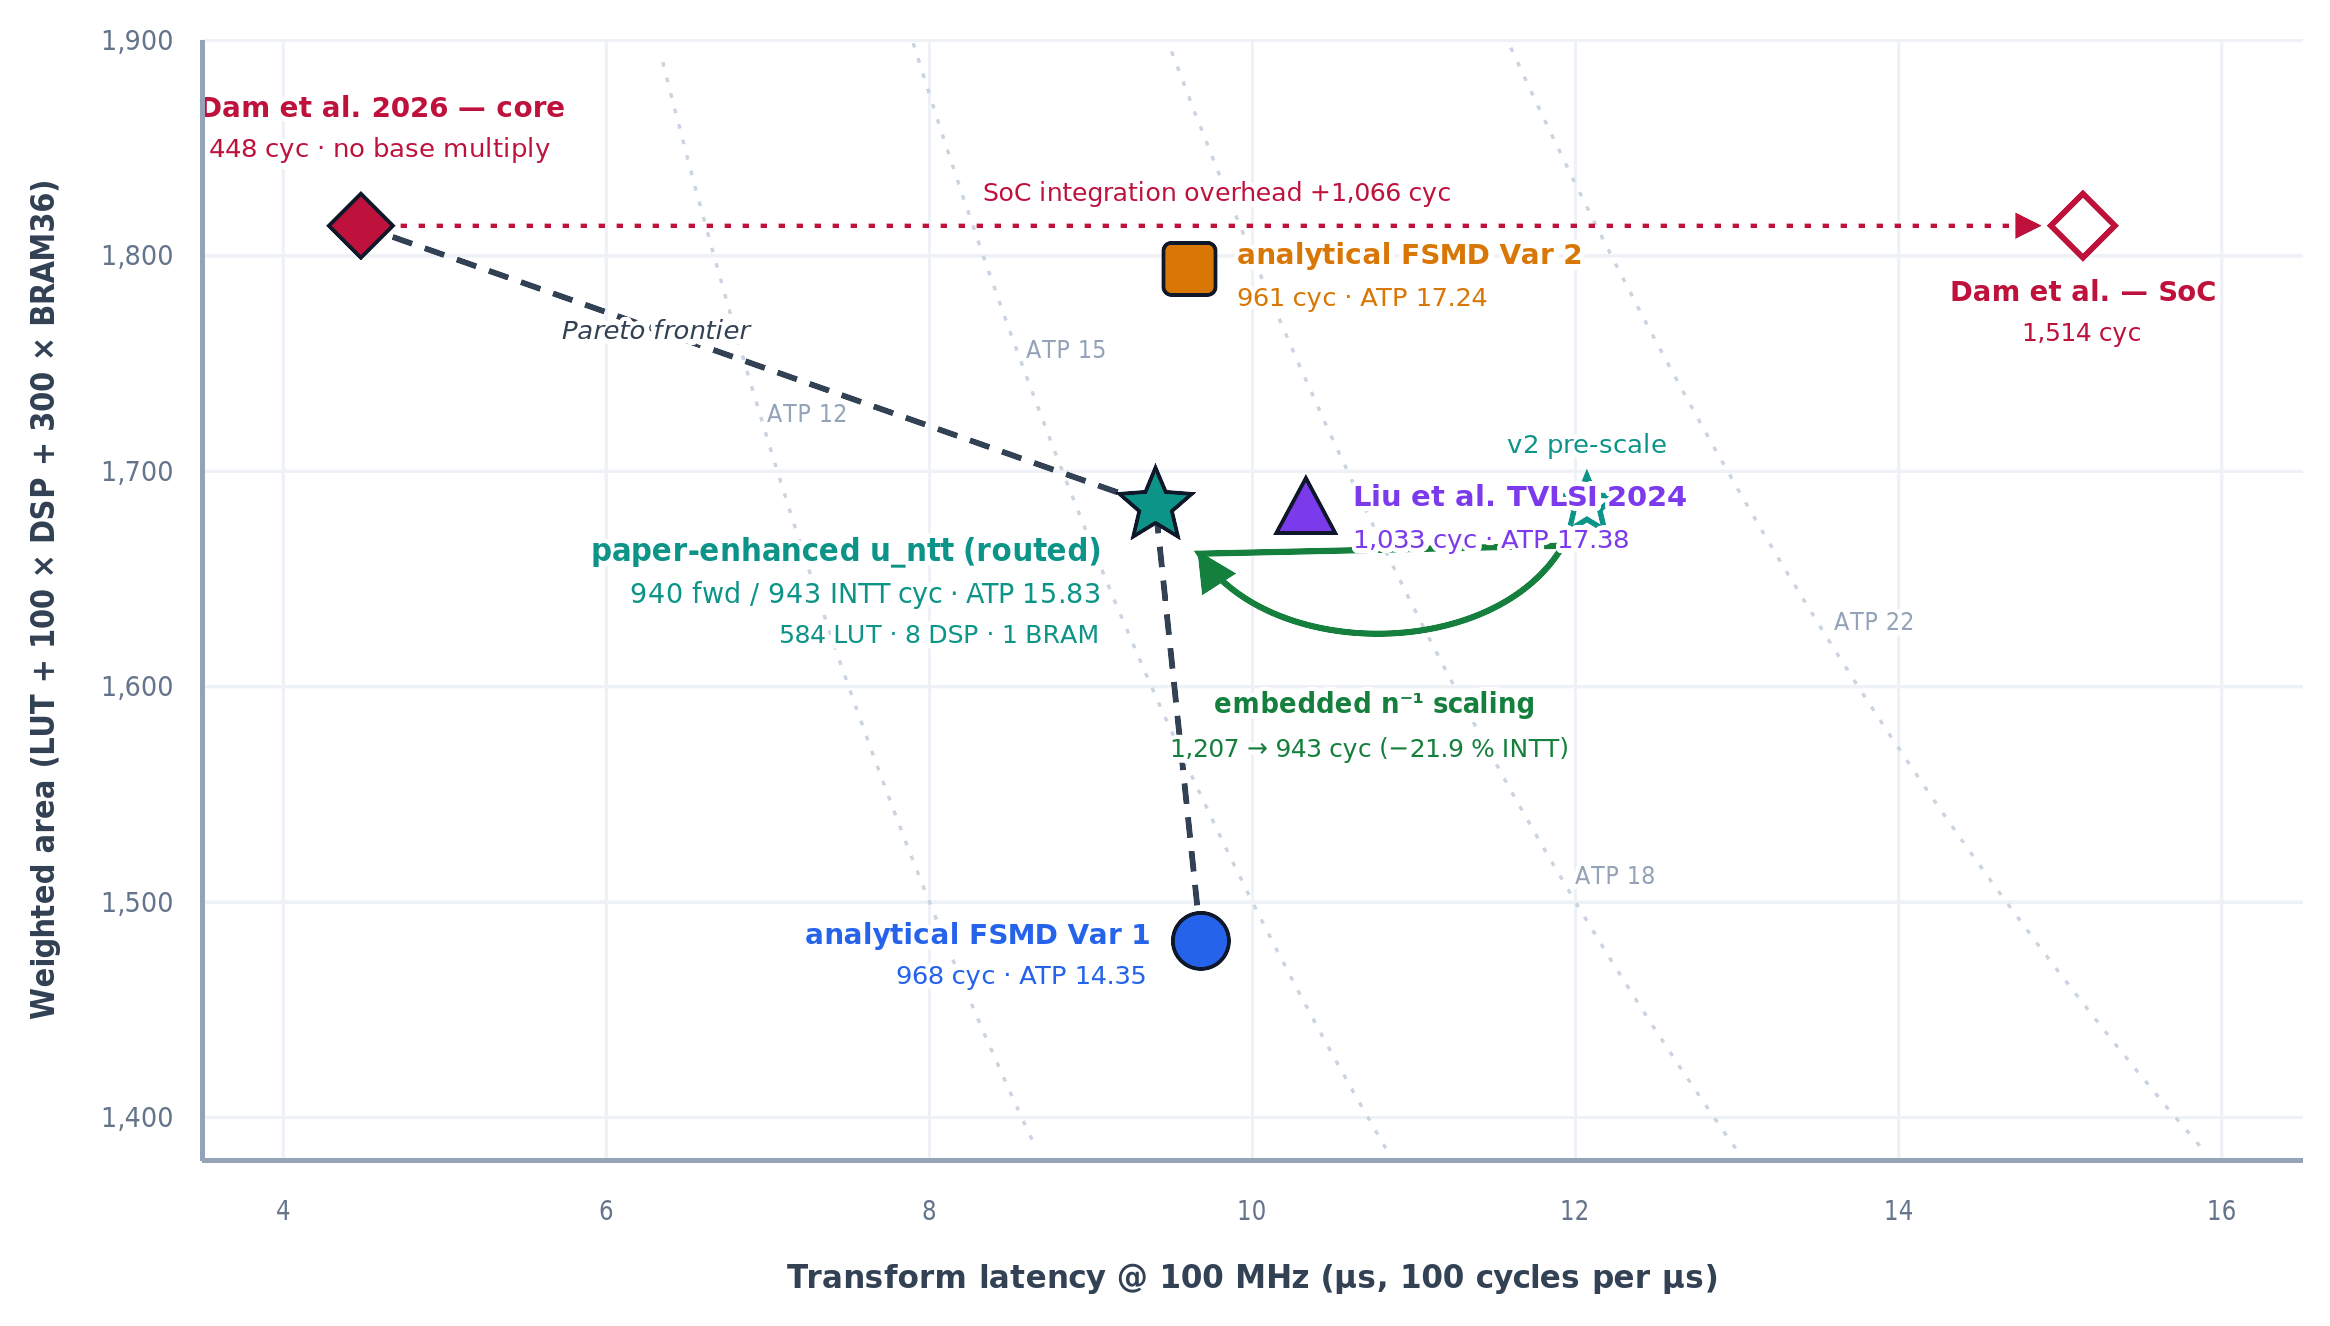 1,900
1,800
1,700
1,600
1,500
1,400
Weighted area (LUT + 100 × DSP + 300 × BRAM36)
Dam et al. 2026 — core
448 cyc · no base multiply
SoC integration overhead +1,066 cyc
analytical FSMD Var 2
961 cyc · ATP 17.24
Dam et al. — SoC
1,514 cyc
Pareto frontier
ATP 15
ATP 12
v2 pre-scale
Liu et al. TVLSI 2024
1,033 cyc · ATP 17.38
paper-enhanced u_ntt (routed)
940 fwd / 943 INTT cyc · ATP 15.83
584 LUT · 8 DSP · 1 BRAM
ATP 22
embedded n⁻¹ scaling
1,207 → 943 cyc (−21.9 % INTT)
ATP 18
analytical FSMD Var 1
968 cyc · ATP 14.35
4 6 8 10 12 14 16
Transform latency @ 100 MHz (µs, 100 cycles per µs)